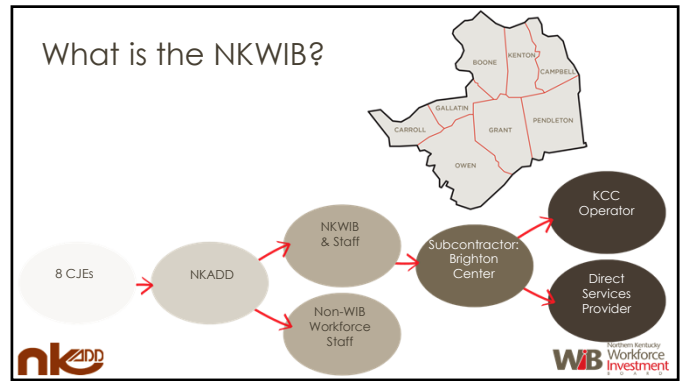 What is the NKWIB?
BOONE
KENTON
CAMPBELL
GALLATIN
CARROLL
GRANT
PENDLETON
OWEN
8 CJEs
NKADD
NKWIB
& Staff
Non-WIB
Workforce
Staff
Subcontractor:
Brighton
Center
KCC
Operator
Direct
Services
Provider
nkADD
WiB
Northern Kentucky
Workforce
Investment
BOARD